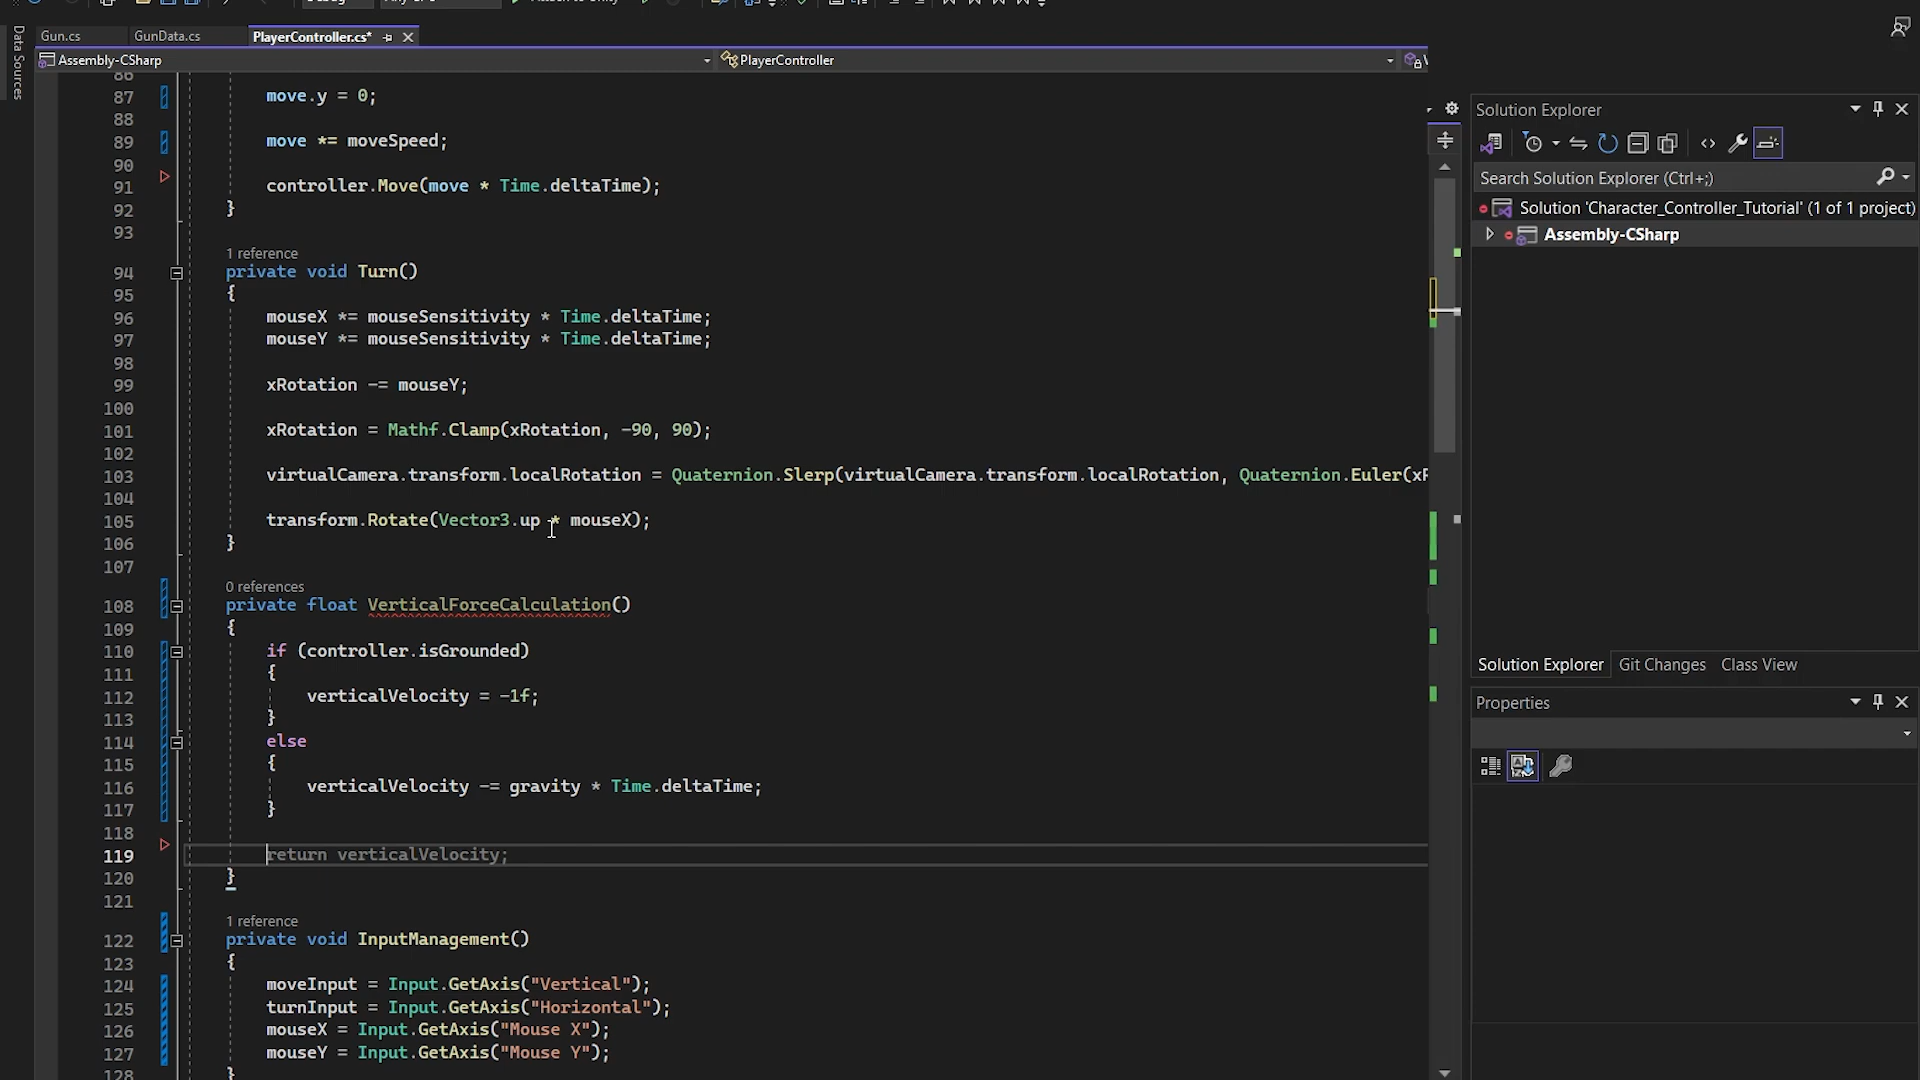 Gun.cs GunData.cs PlayerController.cs*
Data Sources
Assembly-CSharp PlayerController
86
87 move.y = 0;
88
89 move *= moveSpeed;
90
91 controller.Move(move * Time.deltaTime);
92 }
93
1 reference
94 private void Turn()
95 {
96 mouseX *= mouseSensitivity * Time.deltaTime;
97 mouseY *= mouseSensitivity * Time.deltaTime;
98
99 xRotation -= mouseY;
100
101 xRotation = Mathf.Clamp(xRotation, -90, 90);
102
103 virtualCamera.transform.localRotation = Quaternion.Slerp(virtualCamera.transform.localRotation, Quaternion.Euler(xR
104
105 transform.Rotate(Vector3.up * mouseX);
106 }
107
0 references
108 private float VerticalForceCalculation()
109 {
110 if (controller.isGrounded)
111 {
112 verticalVelocity = -1f;
113 }
114 else
115 {
116 verticalVelocity -= gravity * Time.deltaTime;
117 }
118
119 return verticalVelocity;
120 }
121
1 reference
122 private void InputManagement()
123 {
124 moveInput = Input.GetAxis("Vertical");
125 turnInput = Input.GetAxis("Horizontal");
126 mouseX = Input.GetAxis("Mouse X");
127 mouseY = Input.GetAxis("Mouse Y");
128 }
Solution Explorer
Search Solution Explorer (Ctrl+;)
Solution 'Character_Controller_Tutorial' (1 of 1 project)
Assembly-CSharp
Solution Explorer Git Changes Class View
Properties